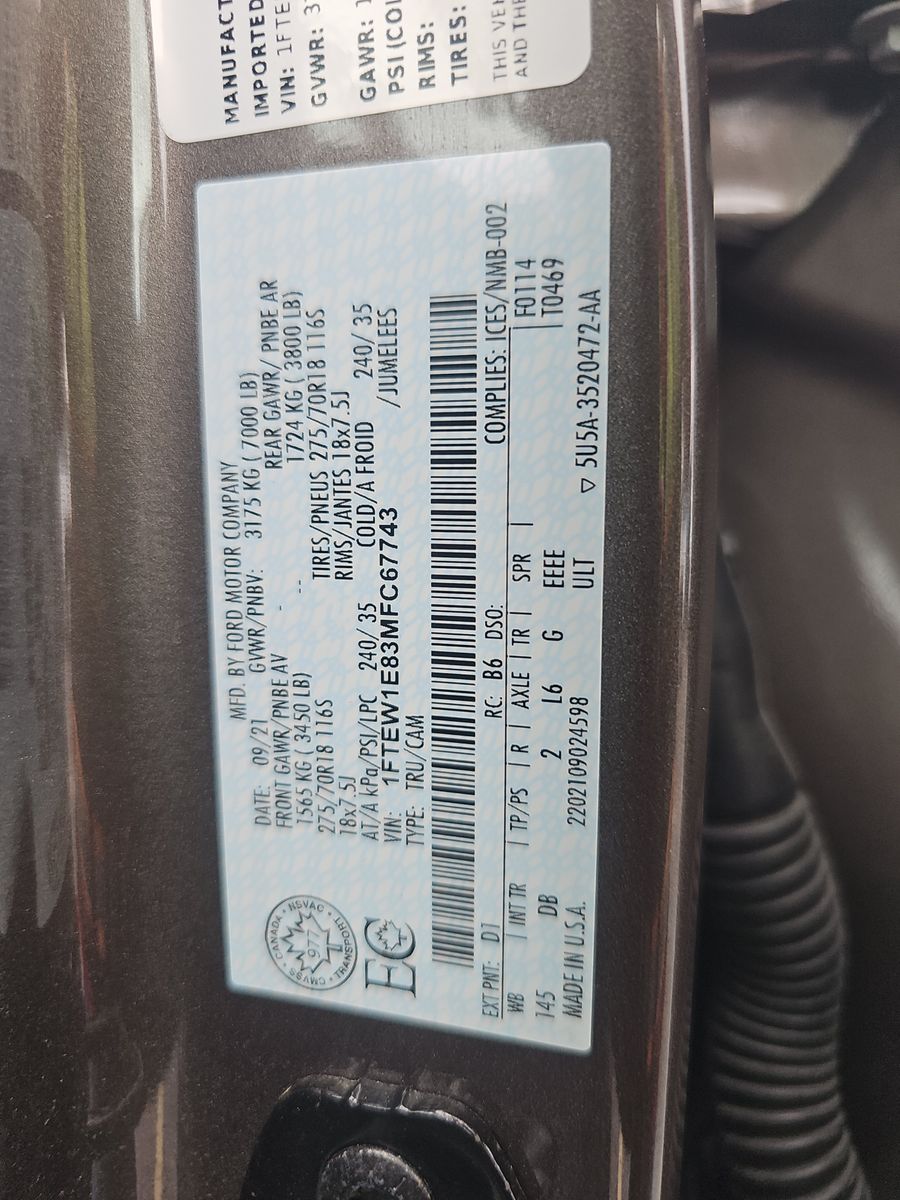 MANUFACT
IMPORTED
VIN: 1FTE
GVWR: 3
GAWR:
PSI (CO
RIMS:
TIRES:
THIS VE
AND THE
MFD. BY FORD MOTOR COMPANY
DATE: 09/21 GVWR/PNBV: 3175 KG ( 7000 LB)
FRONT GAWR/PNBE AV - REAR GAWR/ PNBE AR
1565 KG ( 3450 LB) -- 1724 KG ( 3800 LB)
275/70R18 116S TIRES/PNEUS 275/70R18 116S
18x7.5J RIMS/JANTES 18x7.5J
AT/A kPa/PSI/LPC 240/ 35 COLD/A FROID 240/ 35
VIN: 1FTEW1E83MFC67743 /JUMELEES
TYPE: TRU/CAM
CANADA • NSVAC • TRANSPORT • CMVSS •
977
T
EC
EXT PNT: DJ RC: B6 DSO: COMPLIES: ICES/NMB-002
WB | INT TR | TP/PS | R | AXLE | TR | SPR | F0114
145 DB 2 L6 G EEEE T0469
MADE IN U.S.A. 2202109024598 ULT ▽ 5U5A-3520472-AA